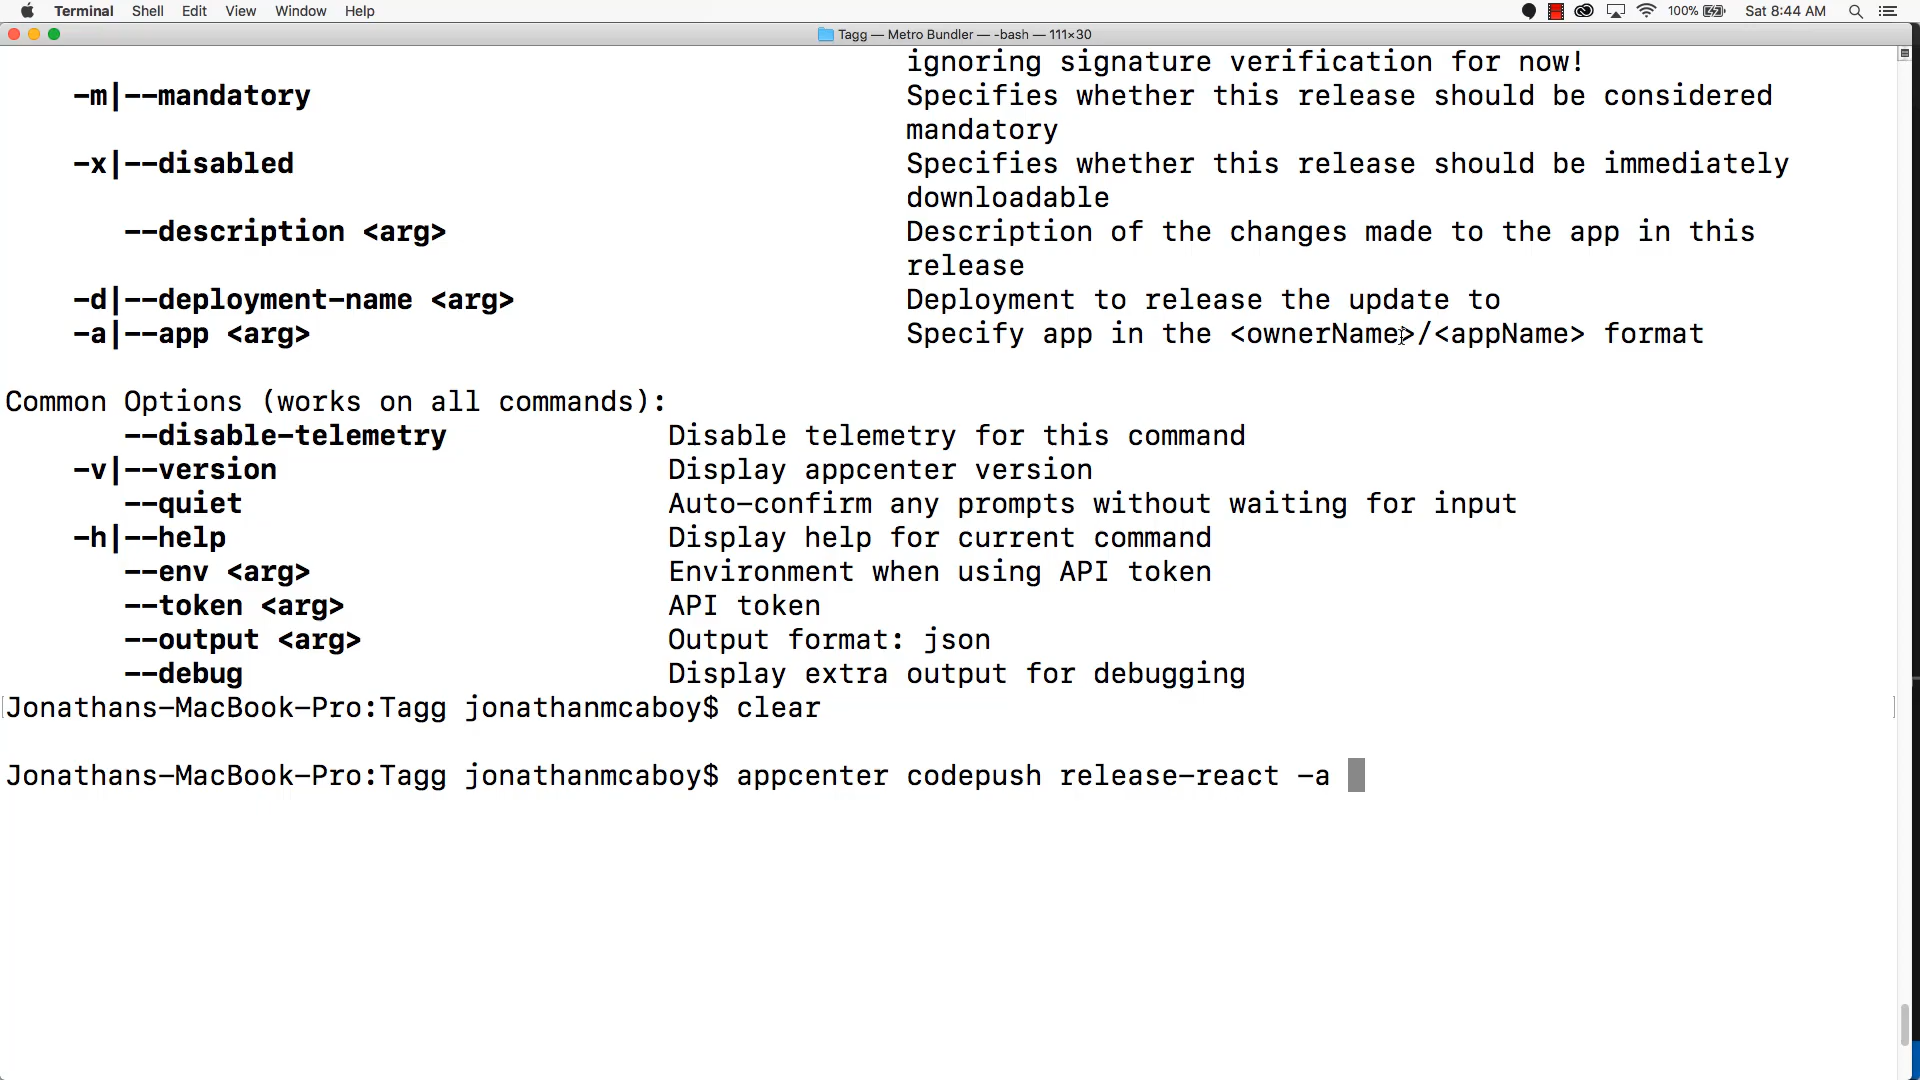 Terminal Shell Edit View Window Help 100% Sat 8:44 AM
Tagg — Metro Bundler — -bash — 111×30
ignoring signature verification for now!
-m|--mandatory Specifies whether this release should be considered
mandatory
-x|--disabled Specifies whether this release should be immediately
downloadable
--description <arg> Description of the changes made to the app in this
release
-d|--deployment-name <arg> Deployment to release the update to
-a|--app <arg> Specify app in the <ownerName>/<appName> format
Common Options (works on all commands):
--disable-telemetry Disable telemetry for this command
-v|--version Display appcenter version
--quiet Auto-confirm any prompts without waiting for input
-h|--help Display help for current command
--env <arg> Environment when using API token
--token <arg> API token
--output <arg> Output format: json
--debug Display extra output for debugging
Jonathans-MacBook-Pro:Tagg jonathanmcaboy$ clear
Jonathans-MacBook-Pro:Tagg jonathanmcaboy$ appcenter codepush release-react -a